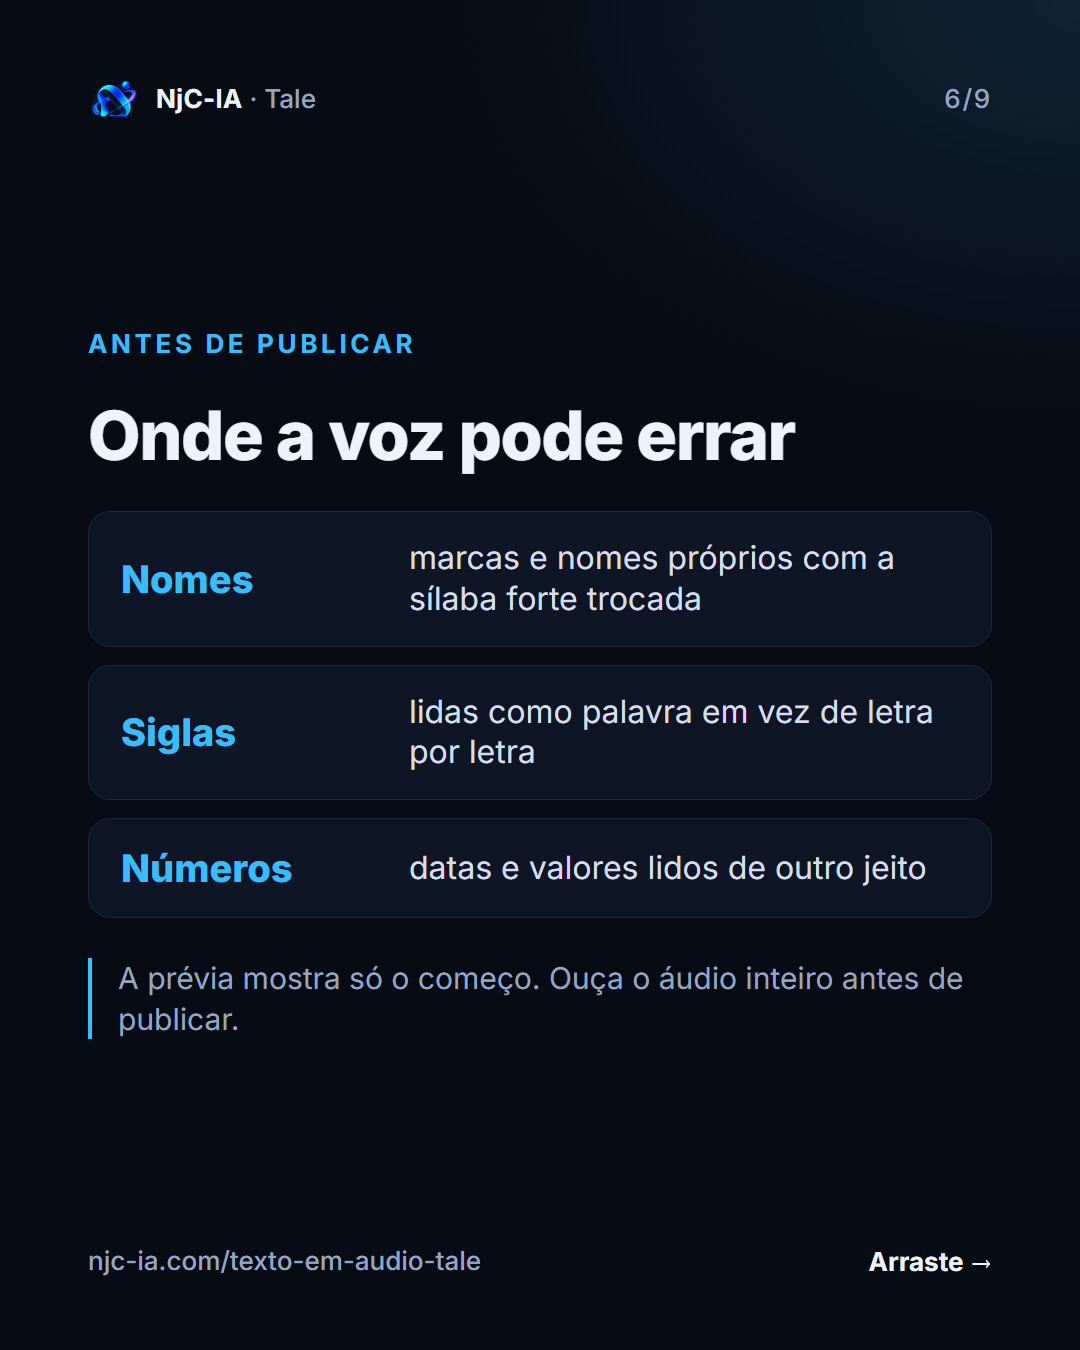 NjC-IA · Tale
6/9
ANTES DE PUBLICAR
Onde a voz pode errar
Nomes
marcas e nomes próprios com a
sílaba forte trocada
Siglas
lidas como palavra em vez de letra
por letra
Números
datas e valores lidos de outro jeito
A prévia mostra só o começo. Ouça o áudio inteiro antes de
publicar.
njc-ia.com/texto-em-audio-tale
Arraste →